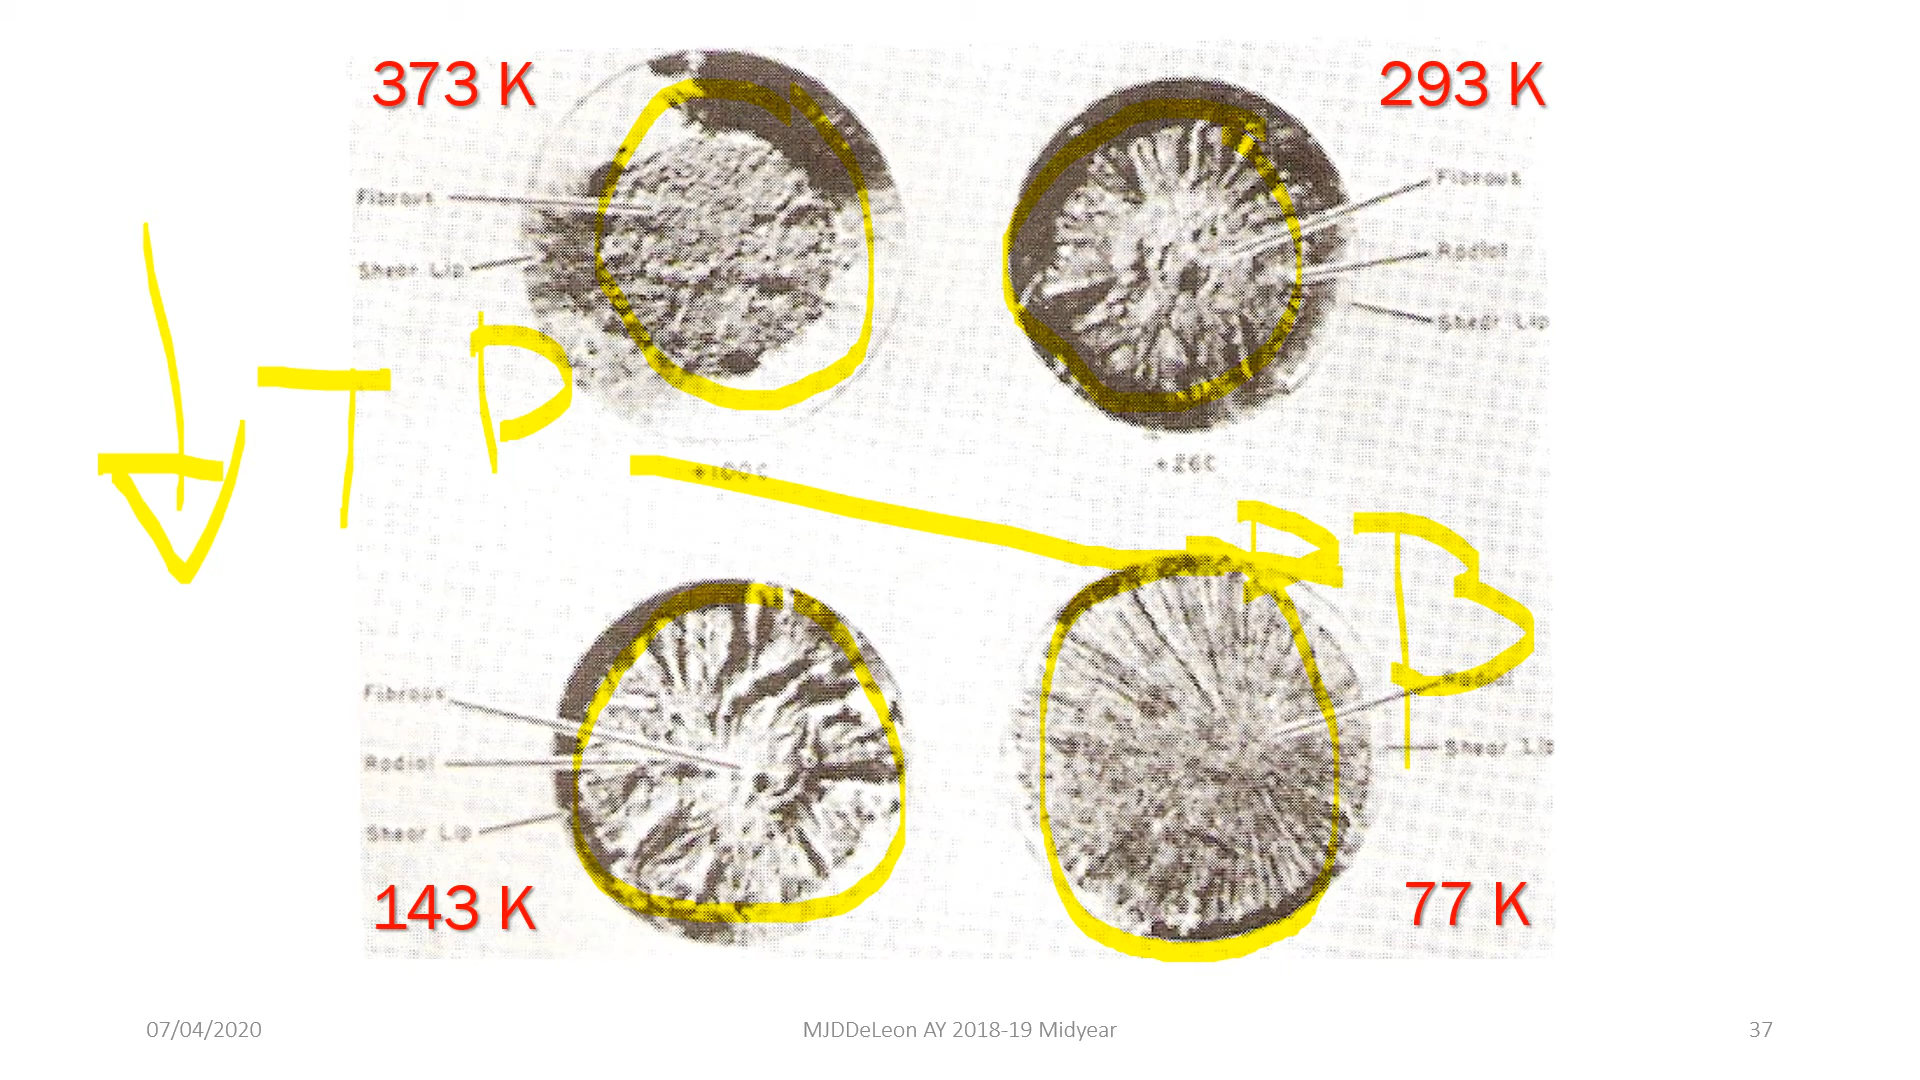 373 K
293 K
Fibrous
Shear Lip
Fibrous
Radial
Shear Lip
T D
+100C
+26C
B
Fibrous
Radial
Shear Lip
Shear Lip
143 K
77 K
07/04/2020
MJDDeLeon AY 2018-19 Midyear
37